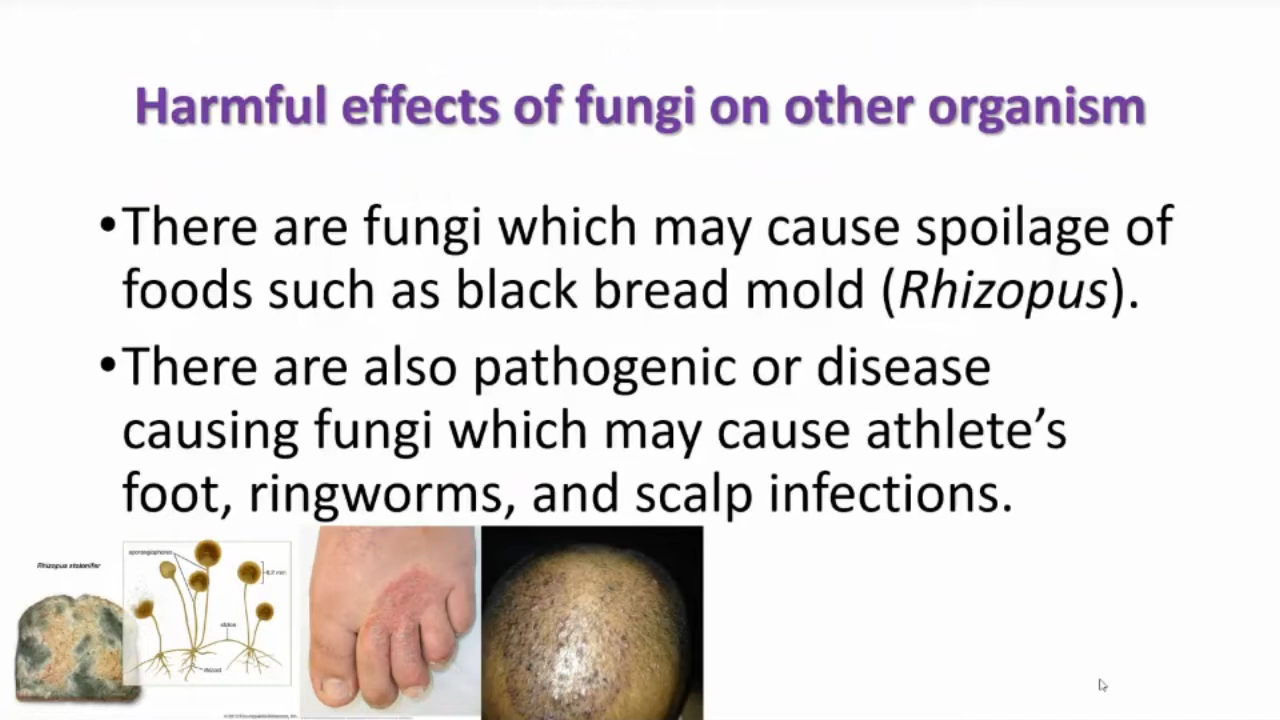 Harmful effects of fungi on other organism
•There are fungi which may cause spoilage of
foods such as black bread mold (Rhizopus).
•There are also pathogenic or disease
causing fungi which may cause athlete’s
foot, ringworms, and scalp infections.
Rhizopus stolonifer
sporangiophores
stolon
rhizoid